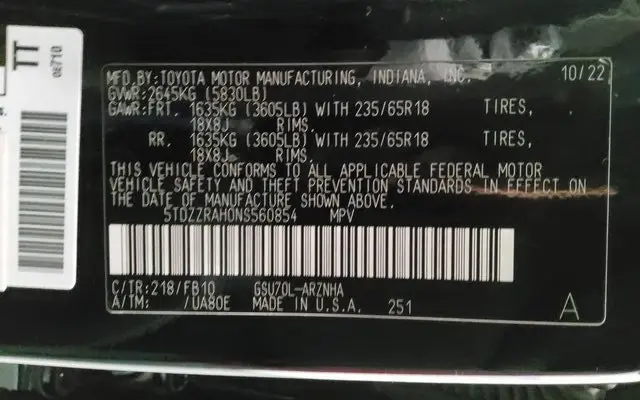 TT
0E710
MFD.BY:TOYOTA MOTOR MANUFACTURING, INDIANA, INC. 10/22
GVWR:2645KG (5830LB)
GAWR:FRT. 1635KG (3605LB) WITH 235/65R18 TIRES,
18X8J RIMS,
RR. 1635KG (3605LB) WITH 235/65R18 TIRES,
18X8J RIMS.
THIS VEHICLE CONFORMS TO ALL APPLICABLE FEDERAL MOTOR
VEHICLE SAFETY AND THEFT PREVENTION STANDARDS IN EFFECT ON
THE DATE OF MANUFACTURE SHOWN ABOVE.
5TDZZRAH0NS560854 MPV
C/TR:218/FB10 GSU70L-ARZNHA
A/TM: /UA80E MADE IN U.S.A. 251 A